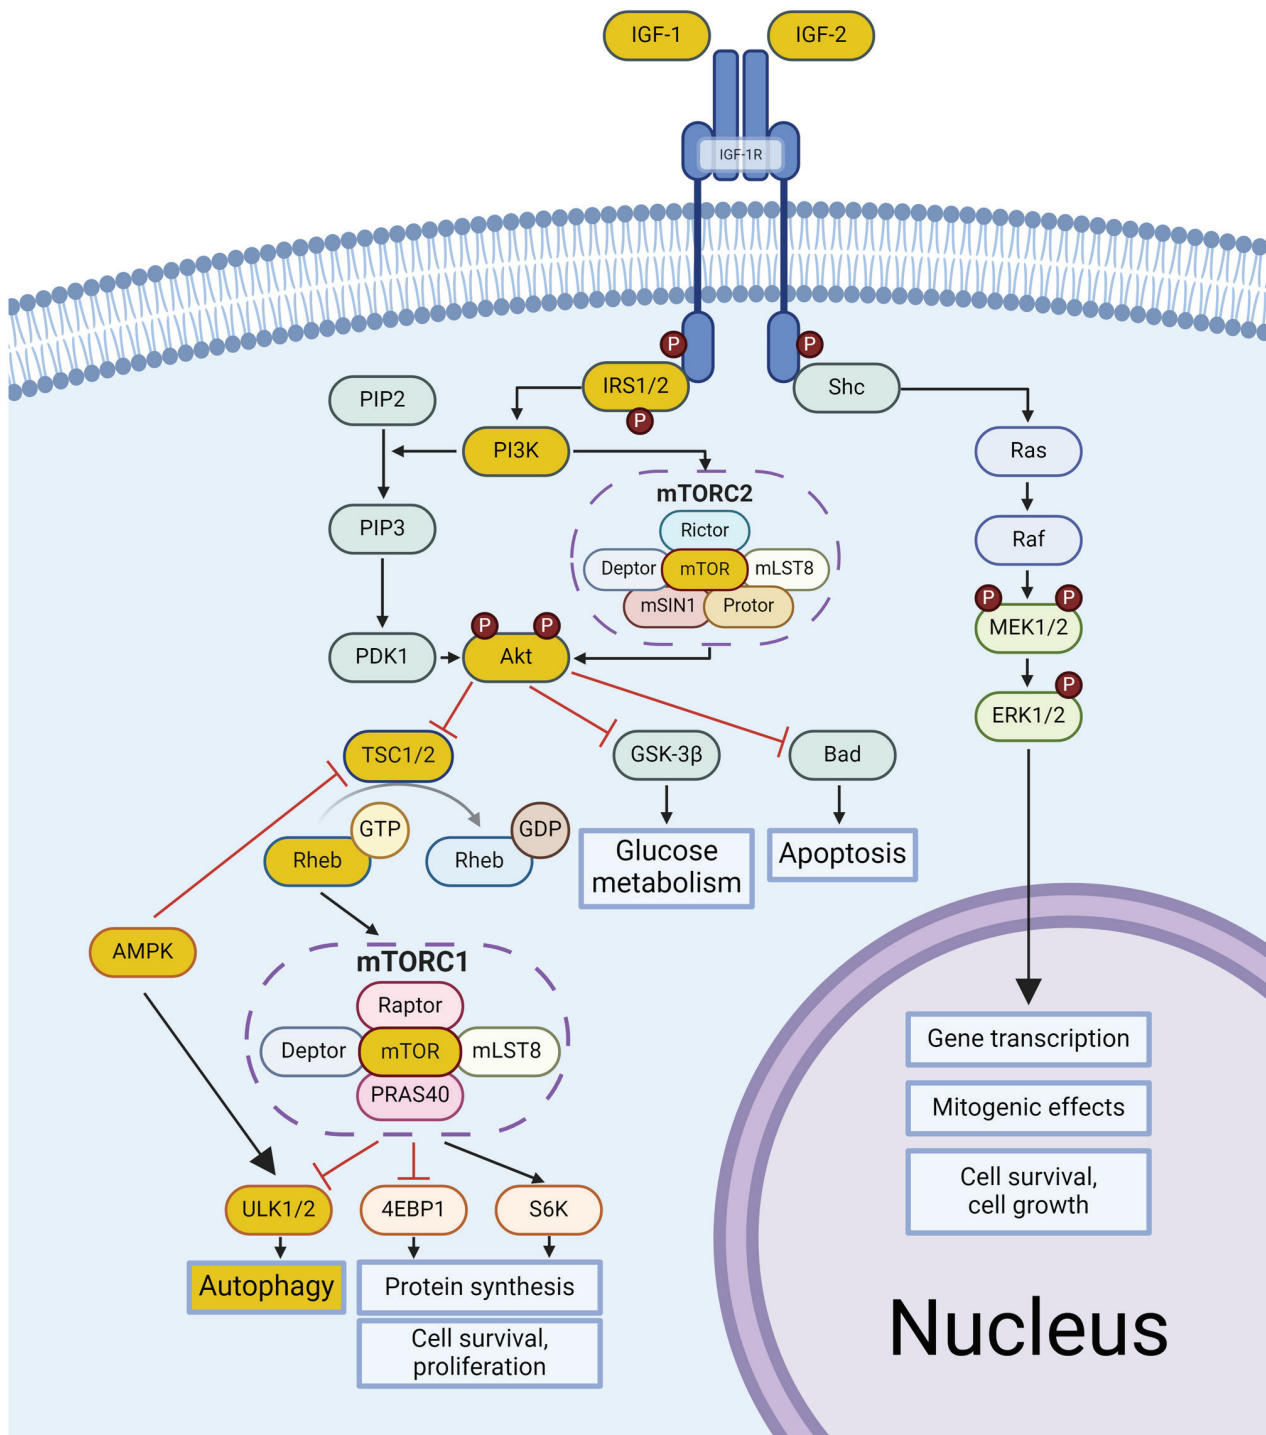 IGF-1
IGF-2
IGF-1R
P
P
IRS1/2
Shc
P
PIP2
PI3K
Ras
mTORC2
Rictor
PIP3
Raf
Deptor
mTOR
mLST8
mSIN1
Protor
P
P
MEK1/2
P
P
PDK1
Akt
P
ERK1/2
TSC1/2
GSK-3β
Bad
GTP
GDP
Rheb
Rheb
Glucose
metabolism
Apoptosis
AMPK
mTORC1
Raptor
Deptor
mTOR
mLST8
PRAS40
Gene transcription
Mitogenic effects
Cell survival,
cell growth
ULK1/2
4EBP1
S6K
Autophagy
Protein synthesis
Cell survival,
proliferation
Nucleus